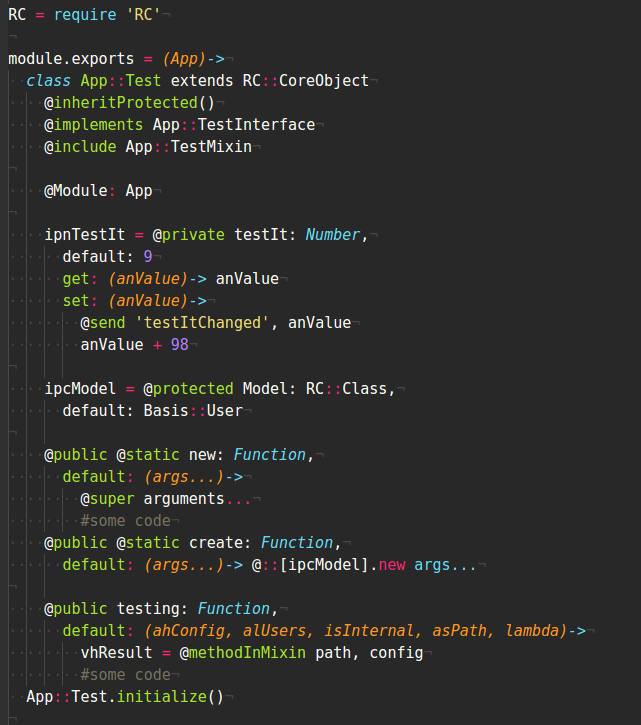 RC = require 'RC'
module.exports = (App)->
class App::Test extends RC::CoreObject
@inheritProtected()
@implements App::TestInterface
@include App::TestMixin
@Module: App
ipnTestIt = @private testIt: Number,
default: 9
get: (anValue)-> anValue
set: (anValue)->
@send 'testItChanged', anValue
anValue + 98
ipcModel = @protected Model: RC::Class,
default: Basis::User
@public @static new: Function,
default: (args...)->
@super arguments...
#some code
@public @static create: Function,
default: (args...)-> @::[ipcModel].new args...
@public testing: Function,
default: (ahConfig, alUsers, isInternal, asPath, lambda)->
vhResult = @methodInMixin path, config
#some code
App::Test.initialize()